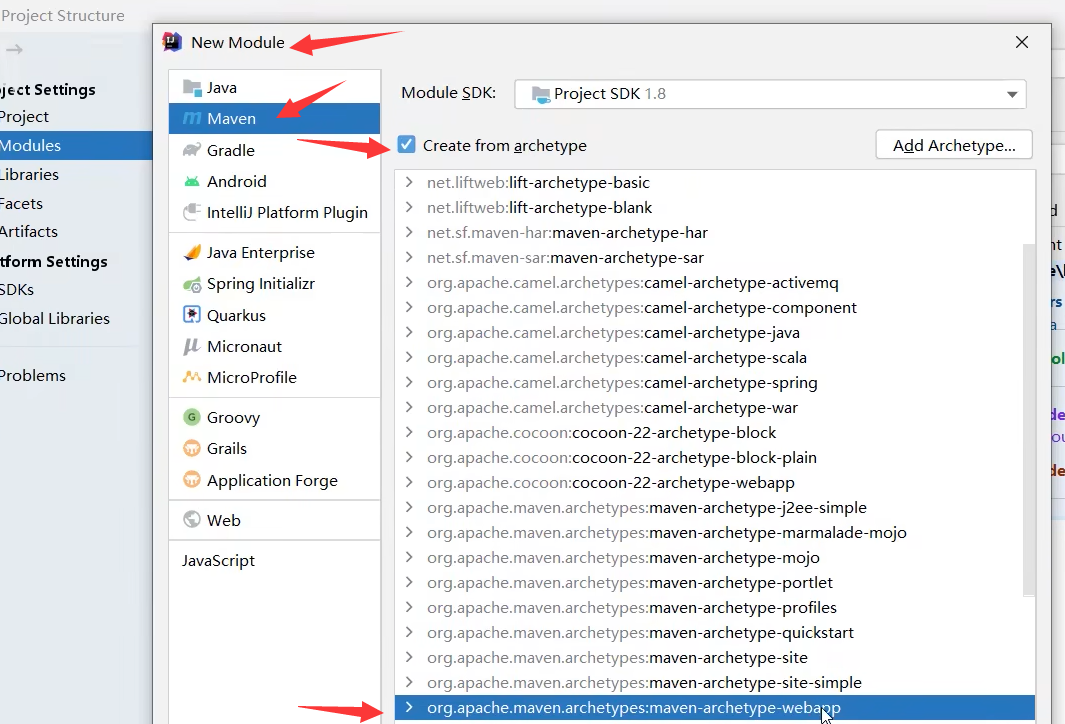 Project Structure
New Module
ject Settings
Project
Modules
Libraries
Facets
Artifacts
tform Settings
SDKs
Global Libraries
Problems
Java
Maven
Gradle
Android
IntelliJ Platform Plugin
Java Enterprise
Spring Initializr
Quarkus
Micronaut
MicroProfile
Groovy
Grails
Application Forge
Web
JavaScript
Module SDK:
Project SDK 1.8
Create from archetype
Add Archetype...
net.liftweb:lift-archetype-basic
net.liftweb:lift-archetype-blank
net.sf.maven-har:maven-archetype-har
net.sf.maven-sar:maven-archetype-sar
org.apache.camel.archetypes:camel-archetype-activemq
org.apache.camel.archetypes:camel-archetype-component
org.apache.camel.archetypes:camel-archetype-java
org.apache.camel.archetypes:camel-archetype-scala
org.apache.camel.archetypes:camel-archetype-spring
org.apache.camel.archetypes:camel-archetype-war
org.apache.cocoon:cocoon-22-archetype-block
org.apache.cocoon:cocoon-22-archetype-block-plain
org.apache.cocoon:cocoon-22-archetype-webapp
org.apache.maven.archetypes:maven-archetype-j2ee-simple
org.apache.maven.archetypes:maven-archetype-marmalade-mojo
org.apache.maven.archetypes:maven-archetype-mojo
org.apache.maven.archetypes:maven-archetype-portlet
org.apache.maven.archetypes:maven-archetype-profiles
org.apache.maven.archetypes:maven-archetype-quickstart
org.apache.maven.archetypes:maven-archetype-site
org.apache.maven.archetypes:maven-archetype-site-simple
org.apache.maven.archetypes:maven-archetype-webapp